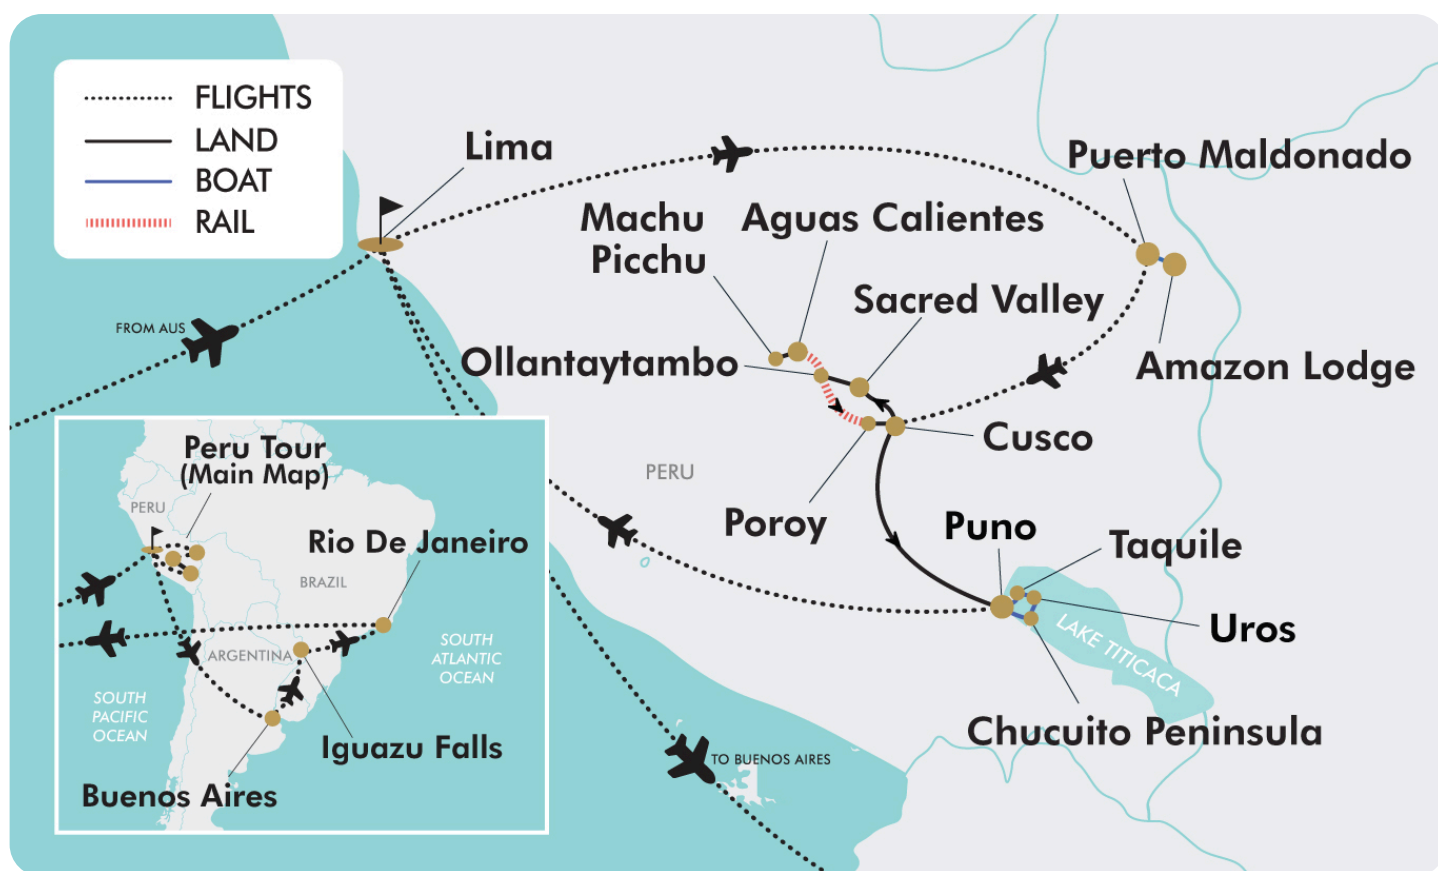 FLIGHTS
LAND
BOAT
RAIL
Lima
Puerto Maldonado
Machu
Picchu
Aguas Calientes
Sacred Valley
FROM AUS
Ollantaytambo
Amazon Lodge
Cusco
PERU
Poroy
Puno
Taquile
Uros
LAKE TITICACA
Chucuito Peninsula
TO BUENOS AIRES
Peru Tour
(Main Map)
PERU
Rio De Janeiro
BRAZIL
ARGENTINA
SOUTH
ATLANTIC
OCEAN
SOUTH
PACIFIC
OCEAN
Iguazu Falls
Buenos Aires